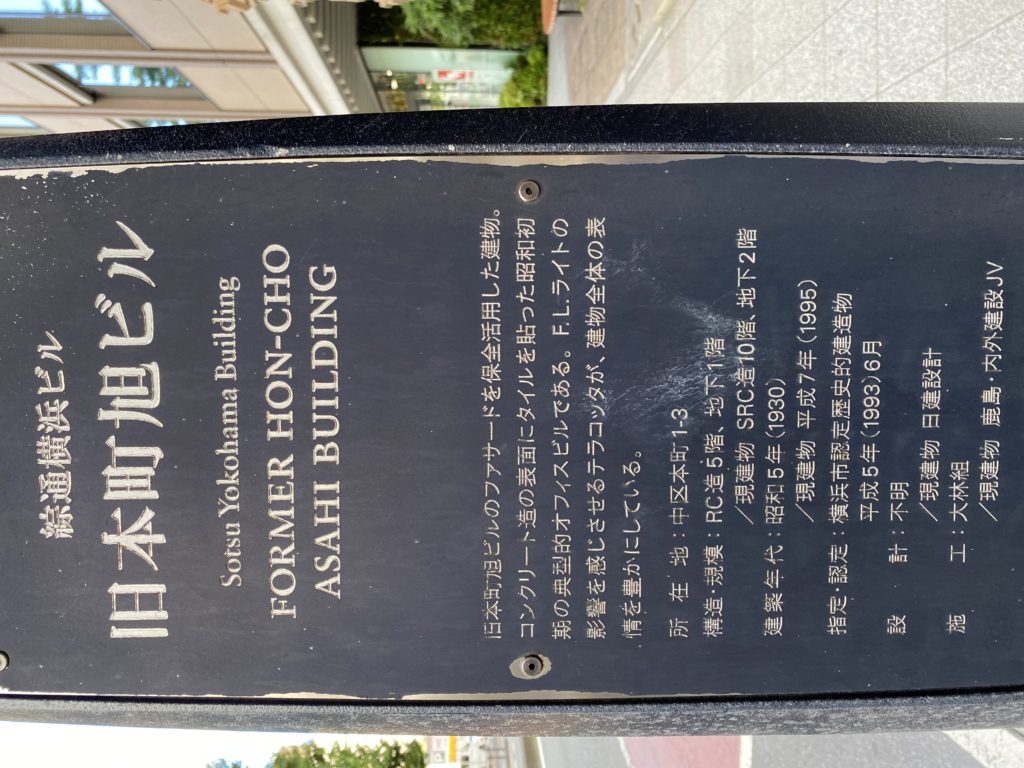 綜通横浜ビル
旧本町旭ビル
Sotsu Yokohama Building
FORMER HON-CHO
ASAHI BUILDING
旧本町旭ビルのファサードを保全活用した建物。
コンクリート造の表面にタイルを貼った昭和初
期の典型的オフィスビルである。F.L.ライトの
影響を感じさせるテラコッタが、建物全体の表
情を豊かにしている。
所在地:中区本町1-3
構造・規模:RC造5階、地下1階
/現建物 SRC造10階、地下2階
建築年代:昭和5年(1930)
/現建物 平成7年(1995)
指定・認定:横浜市認定歴史的建造物
平成5年(1993)6月
設計:不明
/現建物 日建設計
施工:大林組
/現建物 鹿島・内外建設JV